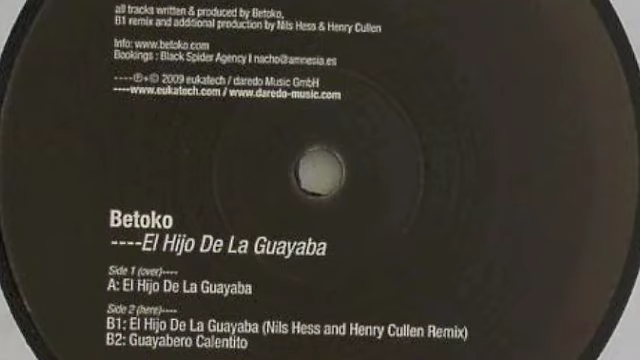 all tracks written & produced by Betoko,
B1 remix and additional production by Nils Hess & Henry Cullen
Info: www.betoko.com
Bookings : Black Spider Agency I nacho@amnesia.es
----℗+© 2009 eukatech / daredo Music GmbH
----www.eukatech.com / www.daredo-music.com
Betoko
----El Hijo De La Guayaba
Side 1 (over)----
A: El Hijo De La Guayaba
Side 2 (here)----
B1: El Hijo De La Guayaba (Nils Hess and Henry Cullen Remix)
B2: Guayabero Calentito